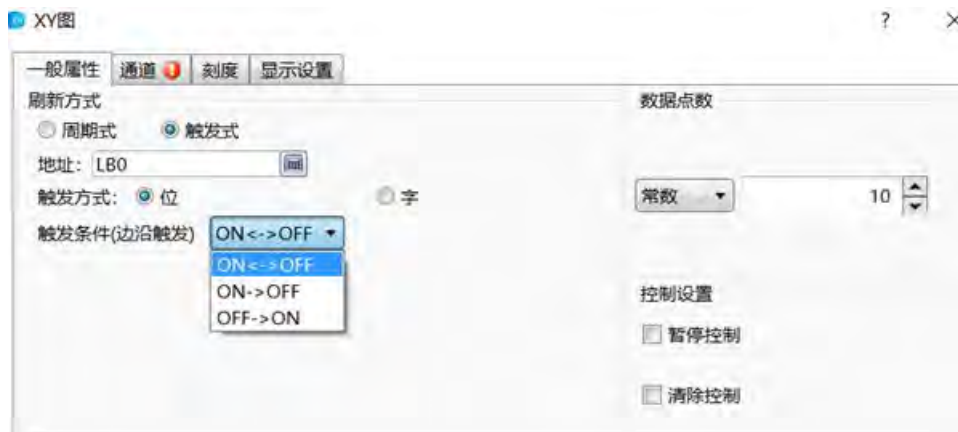 XY图
一般属性 通道 刻度 显示设置
刷新方式
周期式 触发式
地址: LB0
触发方式: 位 字
触发条件(边沿触发) ON<->OFF
ON<->OFF
ON->OFF
OFF->ON
数据点数
常数 10
控制设置
暂停控制
清除控制